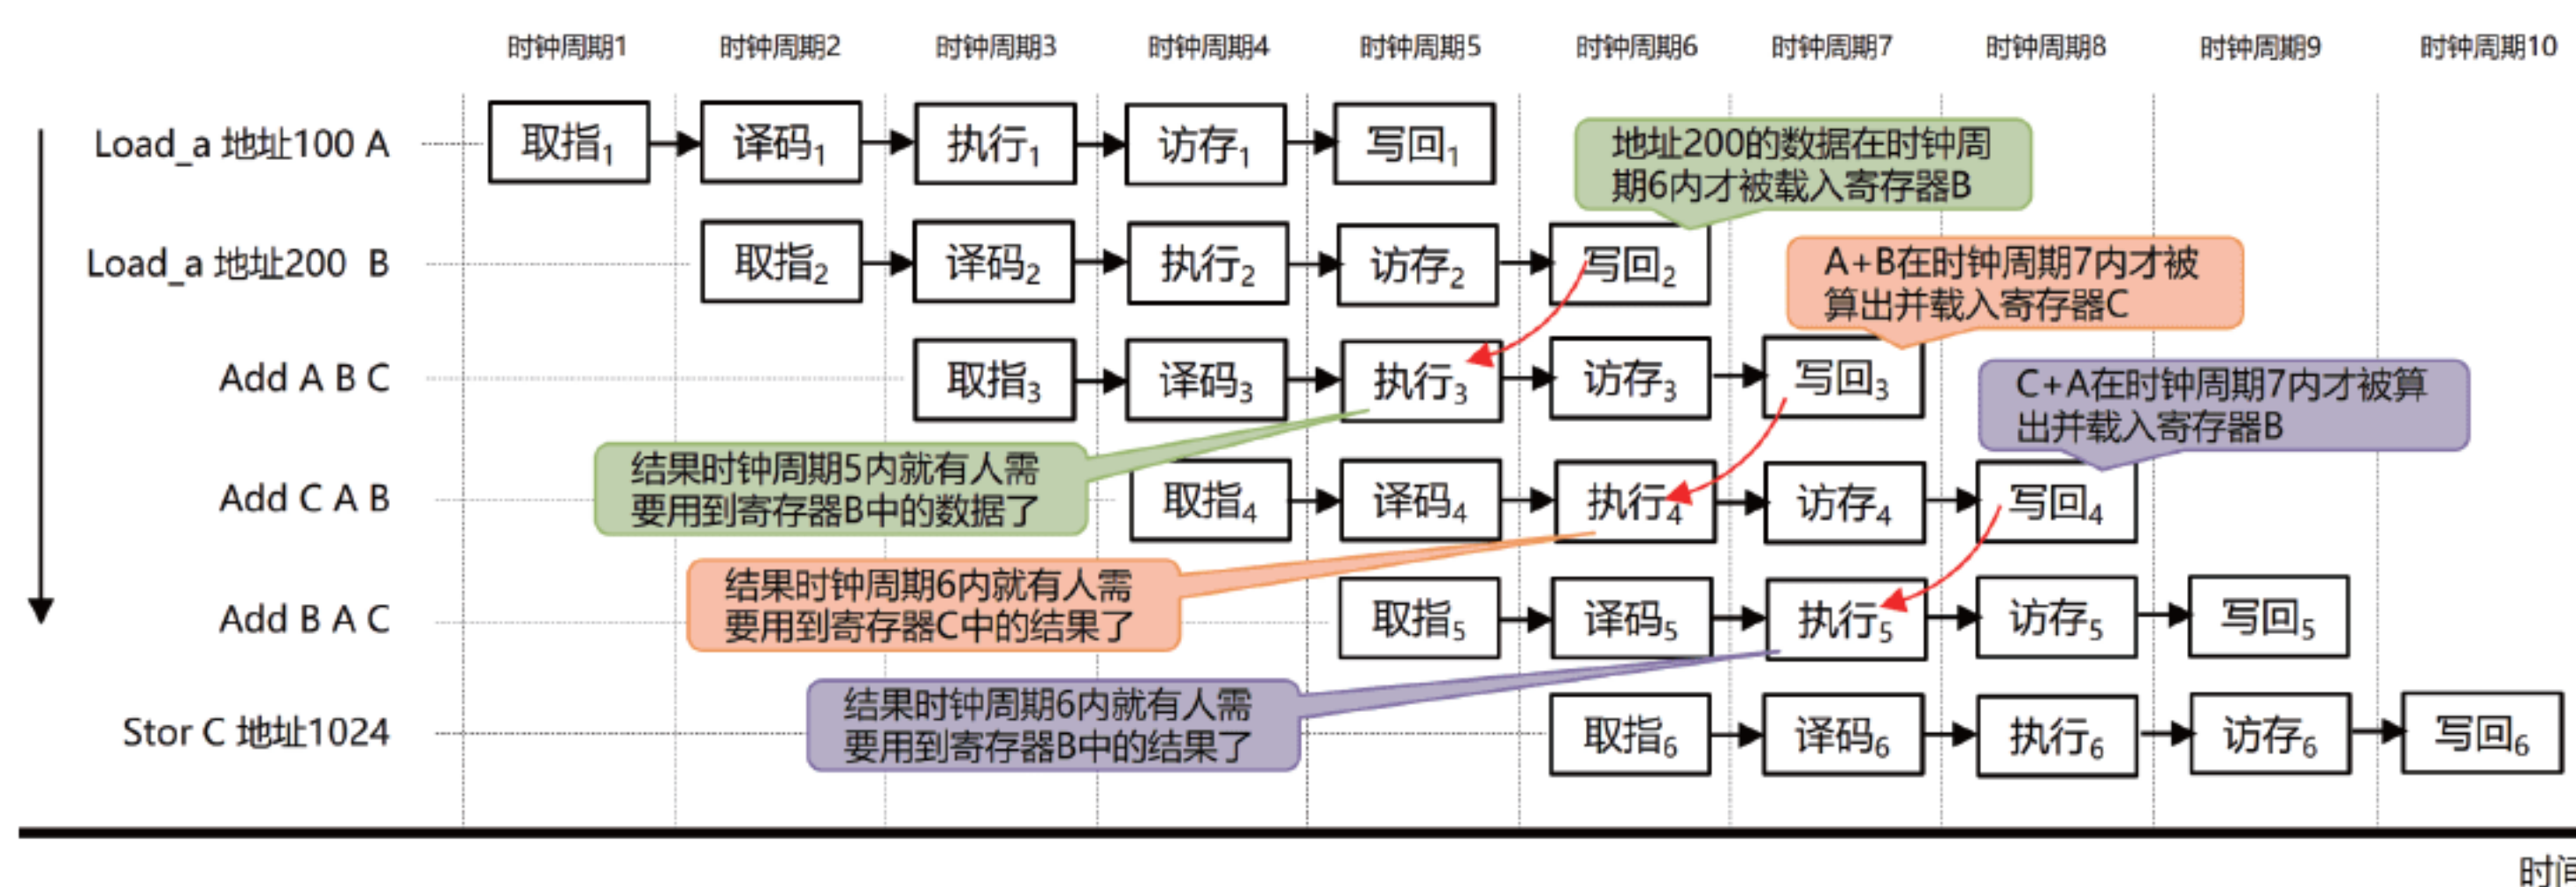 时钟周期1 时钟周期2 时钟周期3 时钟周期4 时钟周期5 时钟周期6 时钟周期7 时钟周期8 时钟周期9 时钟周期10
Load_a 地址100 A 取指1 译码1 执行1 访存1 写回1
地址200的数据在时钟周
期6内才被载入寄存器B
Load_a 地址200 B 取指2 译码2 执行2 访存2 写回2
A+B在时钟周期7内才被
算出并载入寄存器C
Add A B C 取指3 译码3 执行3 访存3 写回3
C+A在时钟周期7内才被算
出并载入寄存器B
结果时钟周期5内就有人需
要用到寄存器B中的数据了
Add C A B 取指4 译码4 执行4 访存4 写回4
结果时钟周期6内就有人需
要用到寄存器C中的结果了
Add B A C 取指5 译码5 执行5 访存5 写回5
结果时钟周期6内就有人需
要用到寄存器B中的结果了
Stor C 地址1024 取指6 译码6 执行6 访存6 写回6
时间